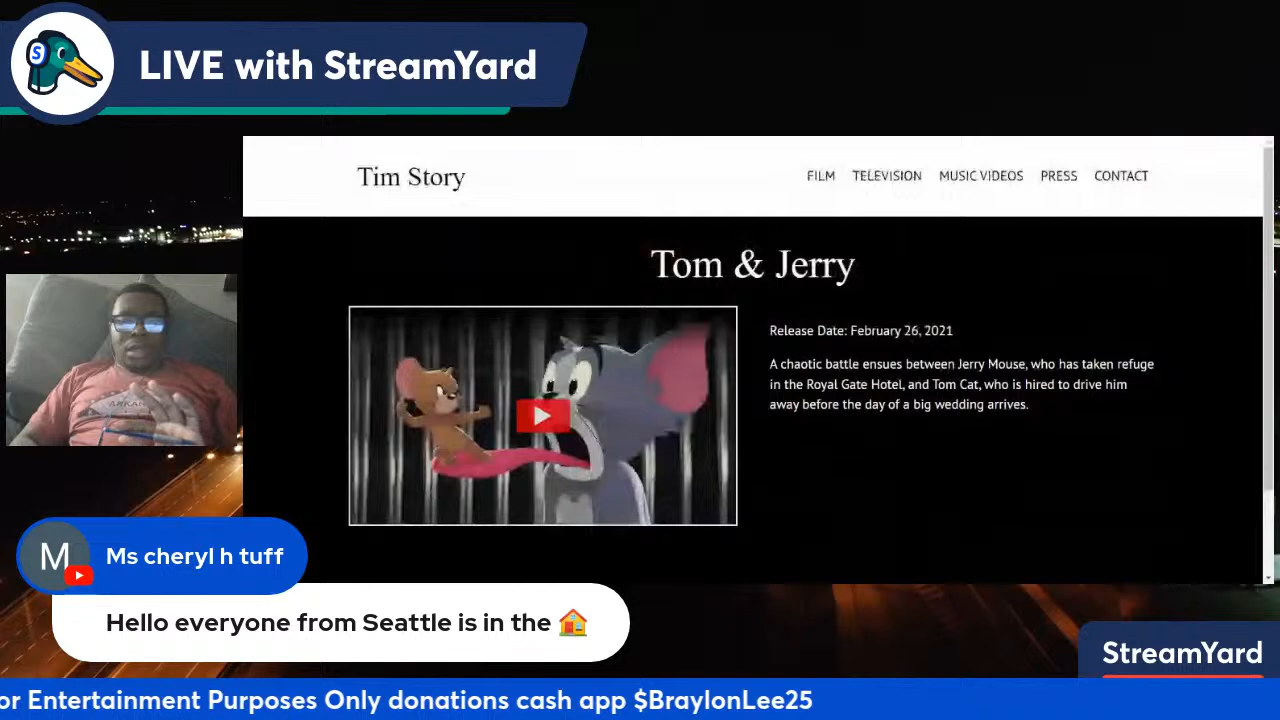 LIVE with StreamYard
Tim Story
FILM TELEVISION MUSIC VIDEOS PRESS CONTACT
Tom & Jerry
Release Date: February 26, 2021
A chaotic battle ensues between Jerry Mouse, who has taken refuge
in the Royal Gate Hotel, and Tom Cat, who is hired to drive him
away before the day of a big wedding arrives.
M
Ms cheryl h tuff
Hello everyone from Seattle is in the 🏠
StreamYard
or Entertainment Purposes Only donations cash app $BraylonLee25